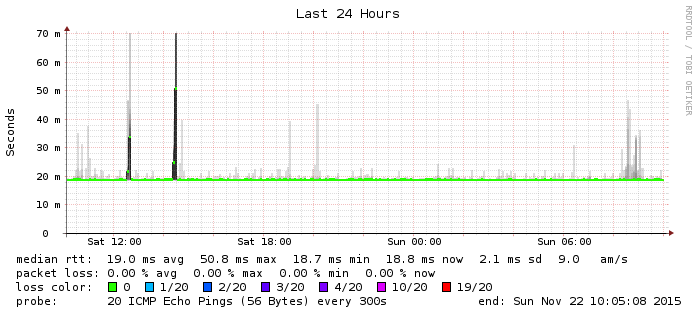 Last 24 Hours
RRDTOOL / TOBI OETIKER
Seconds
70 m
60 m
50 m
40 m
30 m
20 m
10 m
0
Sat 12:00 Sat 18:00 Sun 00:00 Sun 06:00
median rtt: 19.0 ms avg 50.8 ms max 18.7 ms min 18.8 ms now 2.1 ms sd 9.0 am/s
packet loss: 0.00 % avg 0.00 % max 0.00 % min 0.00 % now
loss color: 0 1/20 2/20 3/20 4/20 10/20 19/20
probe: 20 ICMP Echo Pings (56 Bytes) every 300s end: Sun Nov 22 10:05:08 2015